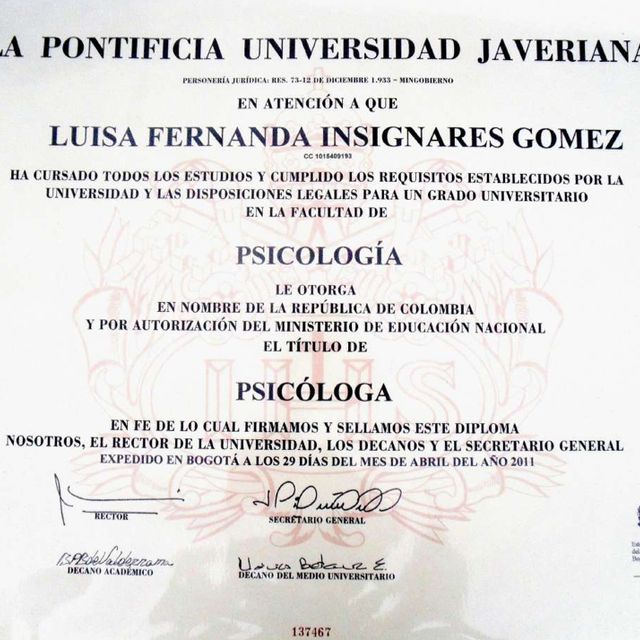 LA PONTIFICIA UNIVERSIDAD JAVERIANA
PERSONERÍA JURÍDICA: RES. 73-12 DE DICIEMBRE 1.933 – MINGOBIERNO
EN ATENCIÓN A QUE
LUISA FERNANDA INSIGNARES GOMEZ
CC 1018409193
HA CURSADO TODOS LOS ESTUDIOS Y CUMPLIDO LOS REQUISITOS ESTABLECIDOS POR LA
UNIVERSIDAD Y LAS DISPOSICIONES LEGALES PARA UN GRADO UNIVERSITARIO
EN LA FACULTAD DE
PSICOLOGÍA
LE OTORGA
EN NOMBRE DE LA REPÚBLICA DE COLOMBIA
Y POR AUTORIZACIÓN DEL MINISTERIO DE EDUCACIÓN NACIONAL
EL TÍTULO DE
PSICÓLOGA
EN FE DE LO CUAL FIRMAMOS Y SELLAMOS ESTE DIPLOMA
NOSOTROS, EL RECTOR DE LA UNIVERSIDAD, LOS DECANOS Y EL SECRETARIO GENERAL
EXPEDIDO EN BOGOTÁ A LOS 29 DÍAS DEL MES DE ABRIL DEL AÑO 2011
RECTOR
SECRETARIO GENERAL
DECANO ACADÉMICO
DECANO DEL MEDIO UNIVERSITARIO
137467
IHS